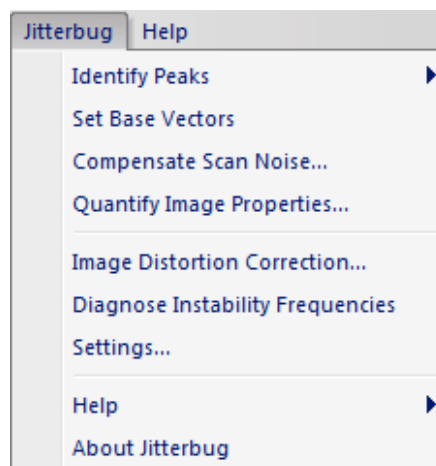 Jitterbug Help
Identify Peaks
Set Base Vectors
Compensate Scan Noise...
Quantify Image Properties...
Image Distortion Correction...
Diagnose Instability Frequencies
Settings...
Help
About Jitterbug